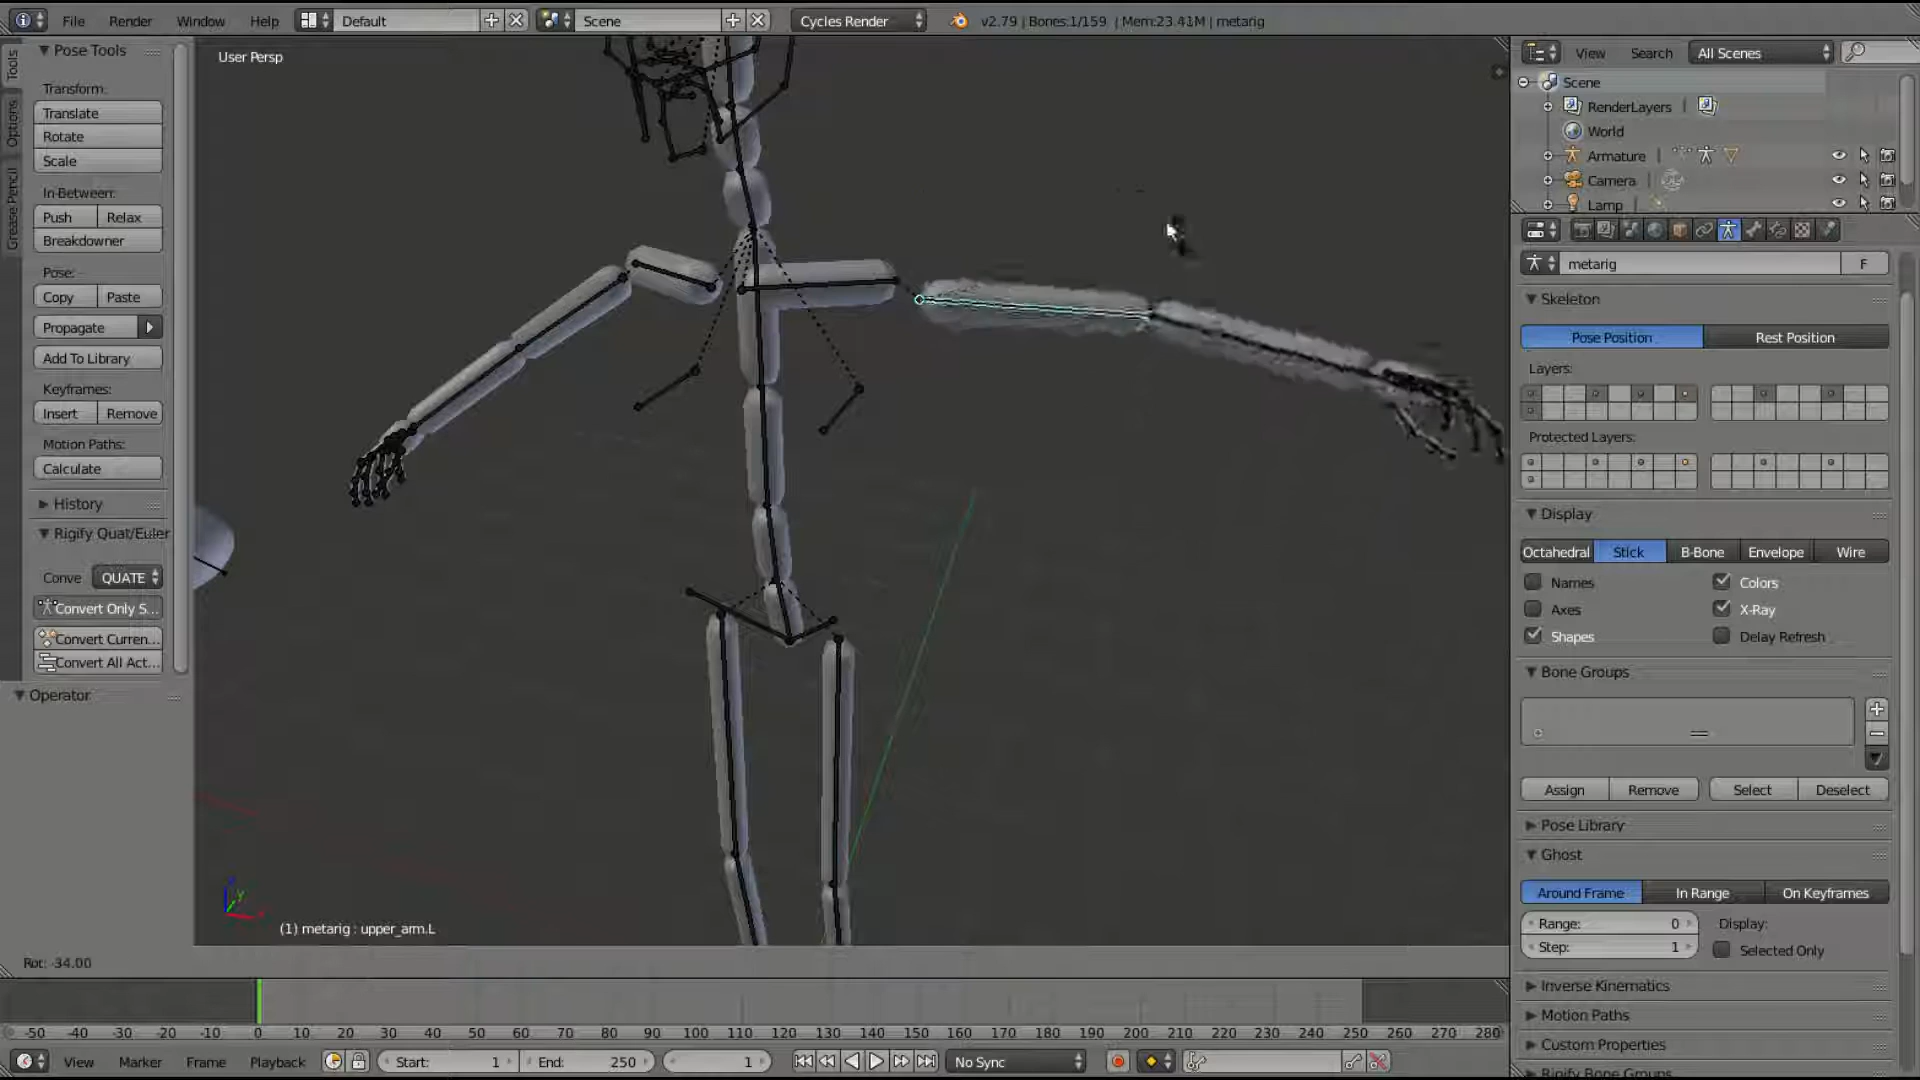 File Render Window Help Default Scene Cycles Render v2.79 | Bones:1/159 | Mem:23.41M | metarig
Tools
Options
Grease Pencil
Pose Tools
Transform:
Translate
Rotate
Scale
In-Between:
Push Relax
Breakdowner
Pose:
Copy Paste
Propagate
Add To Library
Keyframes:
Insert Remove
Motion Paths:
Calculate
History
Rigify Quat/Euler
Conve QUATE
Convert Only S...
Convert Curren...
Convert All Act...
Operator
User Persp
(1) metarig : upper_arm.L
Rot: -34.00
View Search All Scenes
Scene
RenderLayers
World
Armature
Camera
Lamp
metarig F
Skeleton
Pose Position Rest Position
Layers:
Protected Layers:
Display
Octahedral Stick B-Bone Envelope Wire
Names Colors
Axes X-Ray
Shapes Delay Refresh
Bone Groups
Assign Remove Select Deselect
Pose Library
Ghost
Around Frame In Range On Keyframes
Range: 0 Display:
Step: 1 Selected Only
Inverse Kinematics
Motion Paths
Custom Properties
Rigify Bone Groups
-50 -40 -30 -20 -10 0 10 20 30 40 50 60 70 80 90 100 110 120 130 140 150 160 170 180 190 200 210 220 230 240 250 260 270 280
View Marker Frame Playback Start: 1 End: 250 1 No Sync